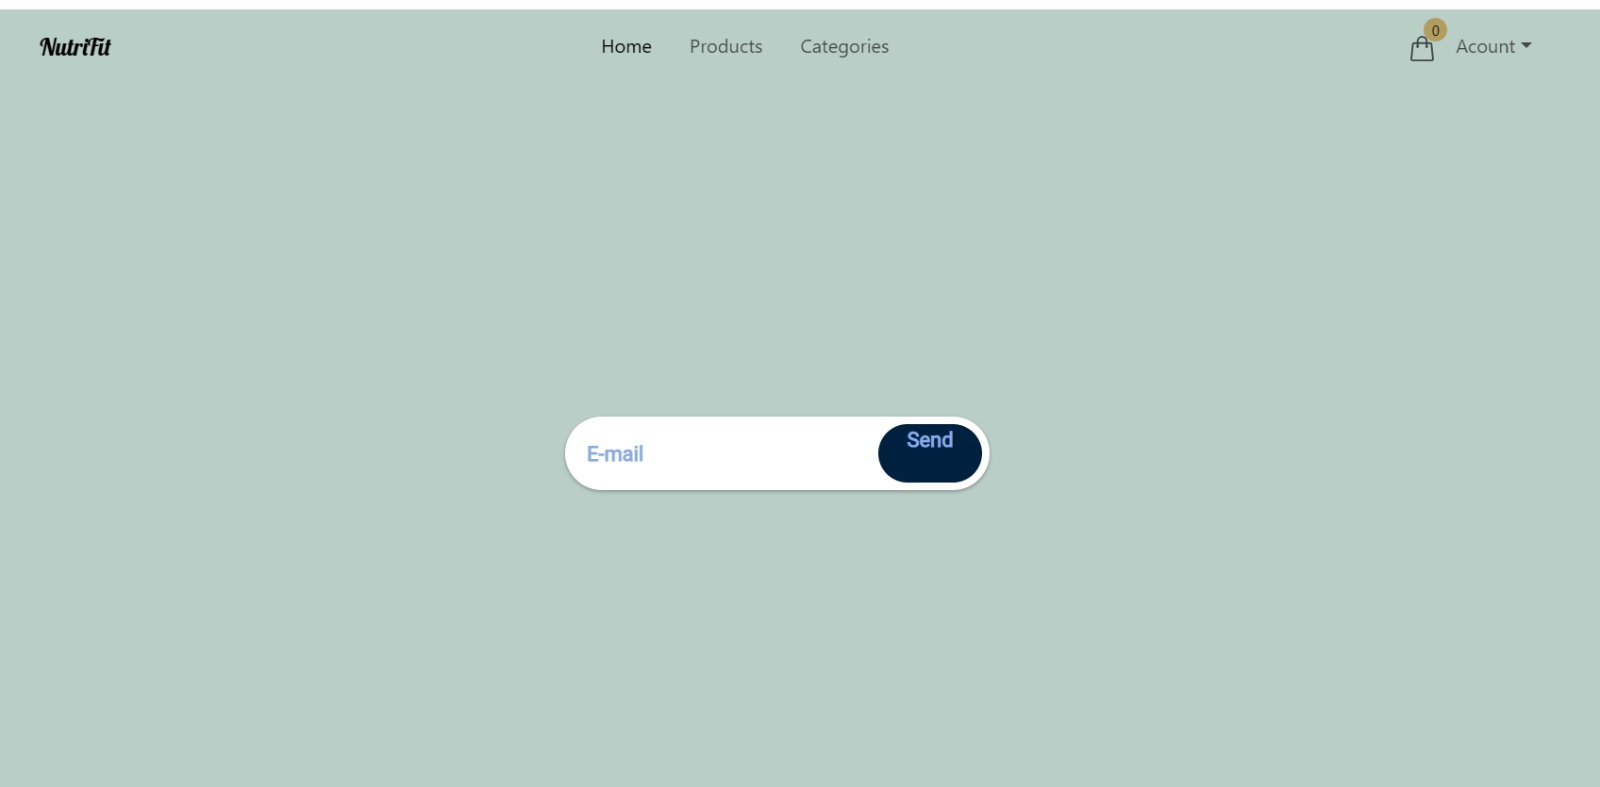 NutriFit Home Products Categories 0 Acount
E-mail Send